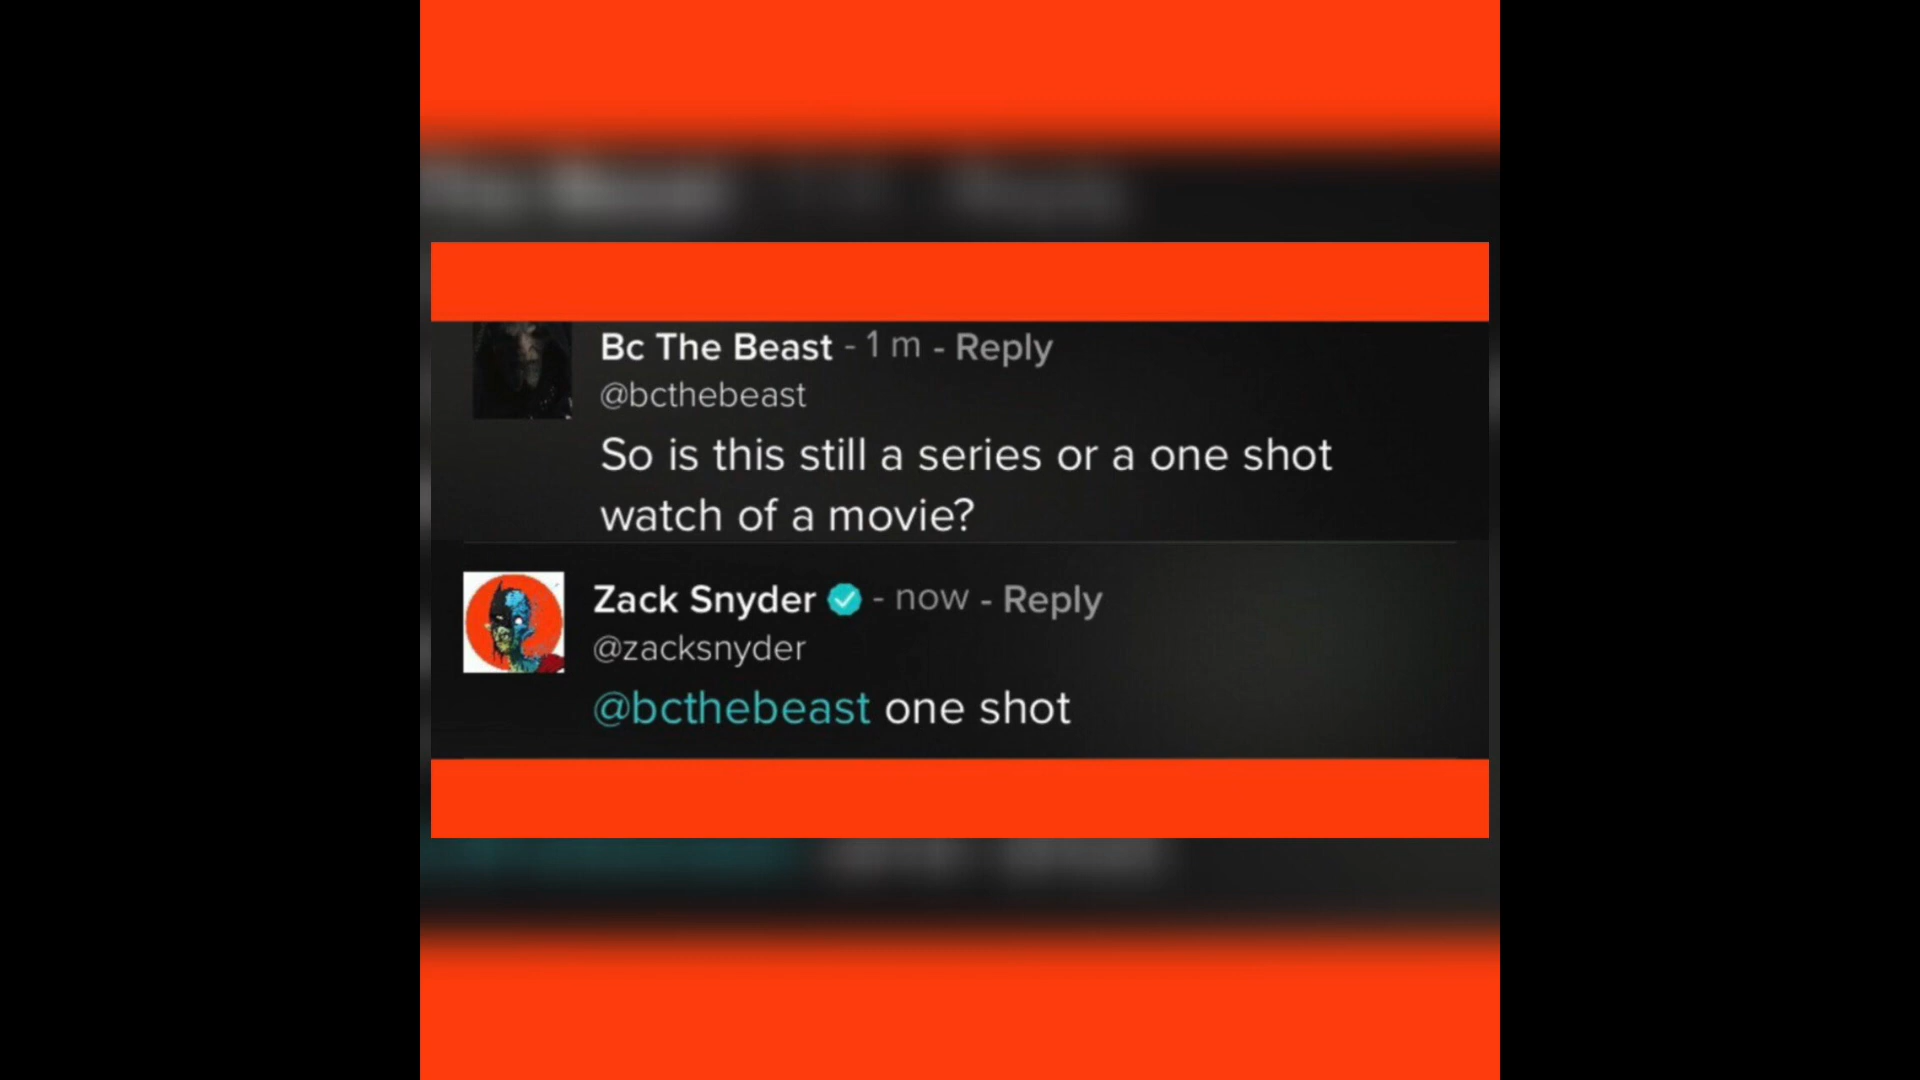 Bc The Beast - 1 m - Reply
@bcthebeast
So is this still a series or a one shot
watch of a movie?
Zack Snyder - now - Reply
@zacksnyder
@bcthebeast one shot